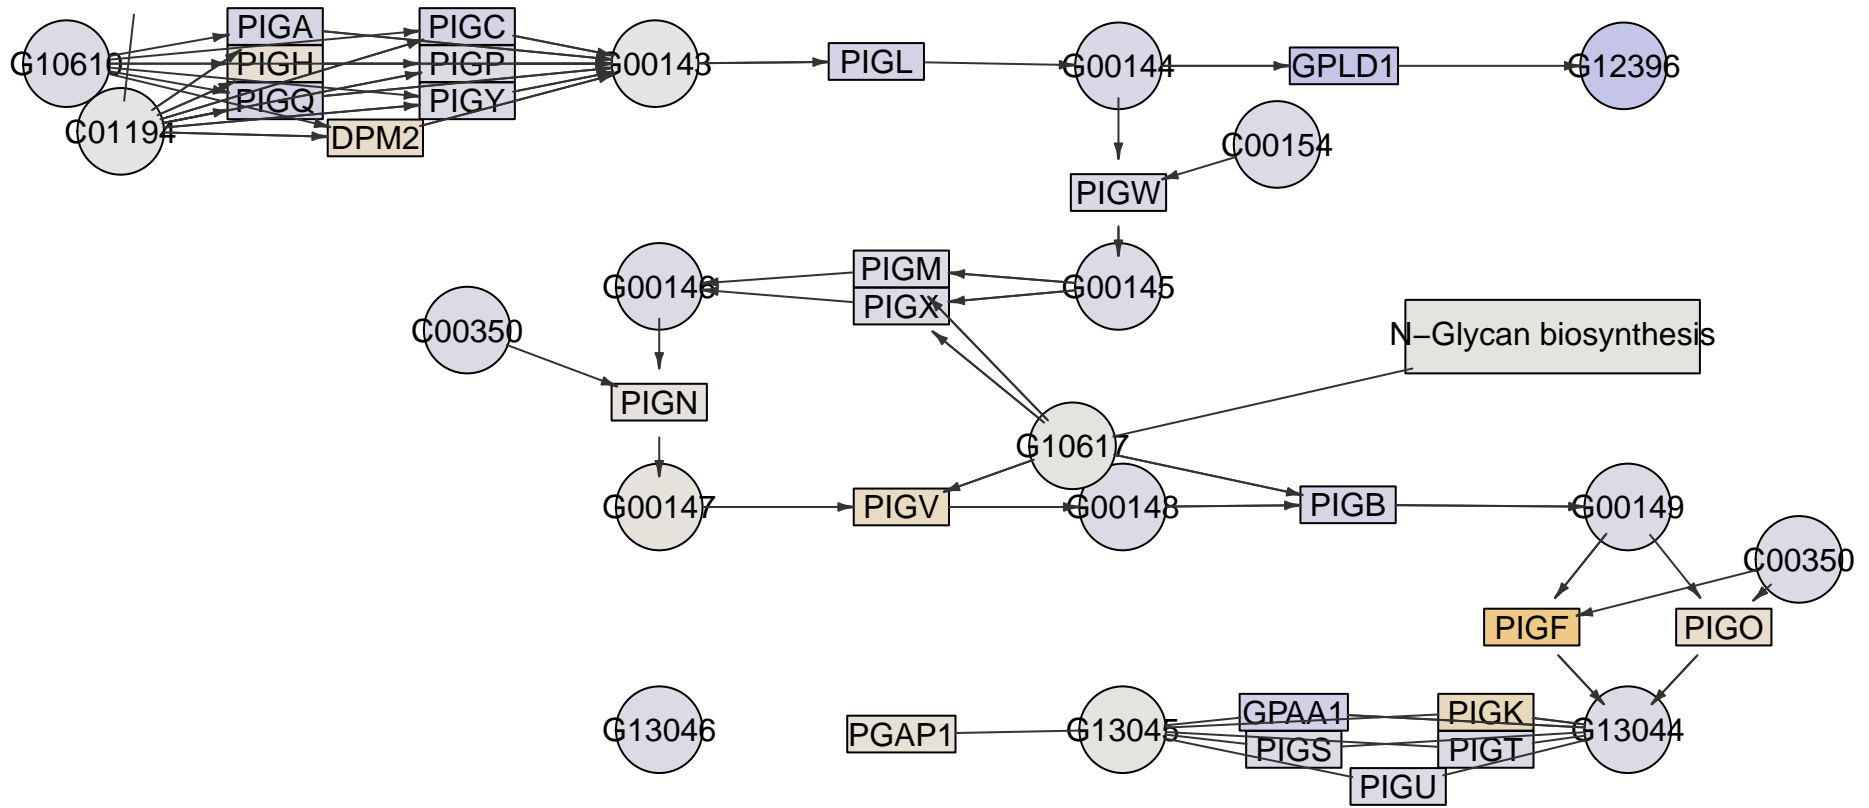 PIGA
PIGC
G10619
PIGH
PIGP
G00143
PIGL
G00144
GPLD1
G12396
PIGQ
PIGY
C01194
DPM2
C00154
PIGW
PIGM
G00146
G00145
PIGX
C00350
N–Glycan biosynthesis
PIGN
G10617
G00147
PIGV
G00148
PIGB
G00149
C00350
PIGF
PIGO
GPAA1
PIGK
G13046
PGAP1
G13045
G13044
PIGS
PIGT
PIGU